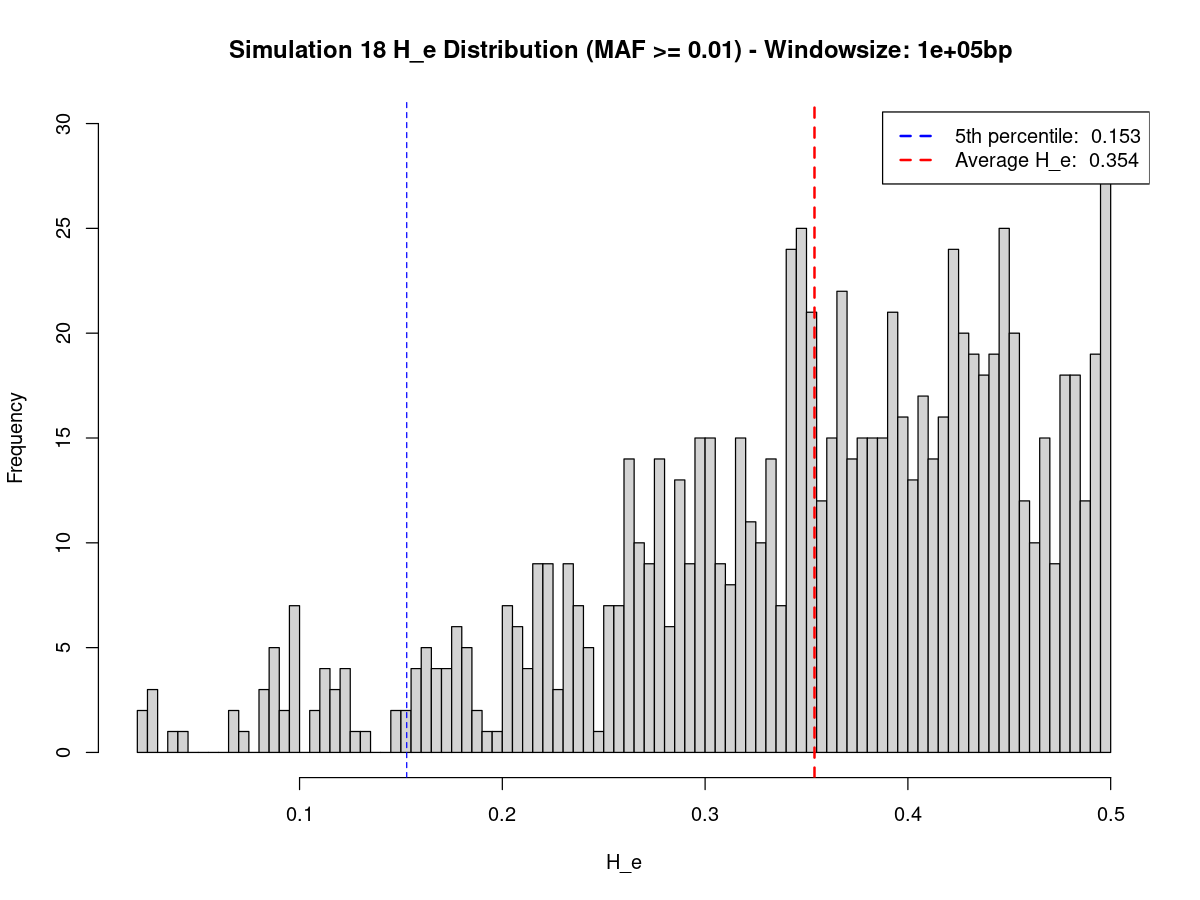 Simulation 18 H_e Distribution (MAF >= 0.01) - Windowsize: 1e+05bp
5th percentile: 0.153
Average H_e: 0.354
30
25
20
15
10
5
0
Frequency
0.1 0.2 0.3 0.4 0.5
H_e